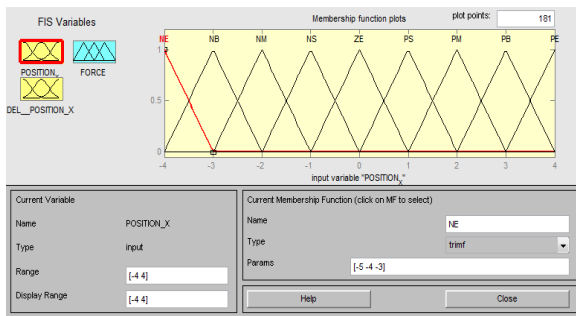 FIS Variables
POSITION_X
FORCE
DEL__POSITION_X
Membership function plots
plot points:
181
NE NB NM NS ZE PS PM PB PE
1
0.5
0
-4 -3 -2 -1 0 1 2 3 4
input variable "POSITION_X"
Current Variable
Name POSITION_X
Type input
Range [-4 4]
Display Range [-4 4]
Current Membership Function (click on MF to select)
Name NE
Type trimf
Params [-5 -4 -3]
Help Close